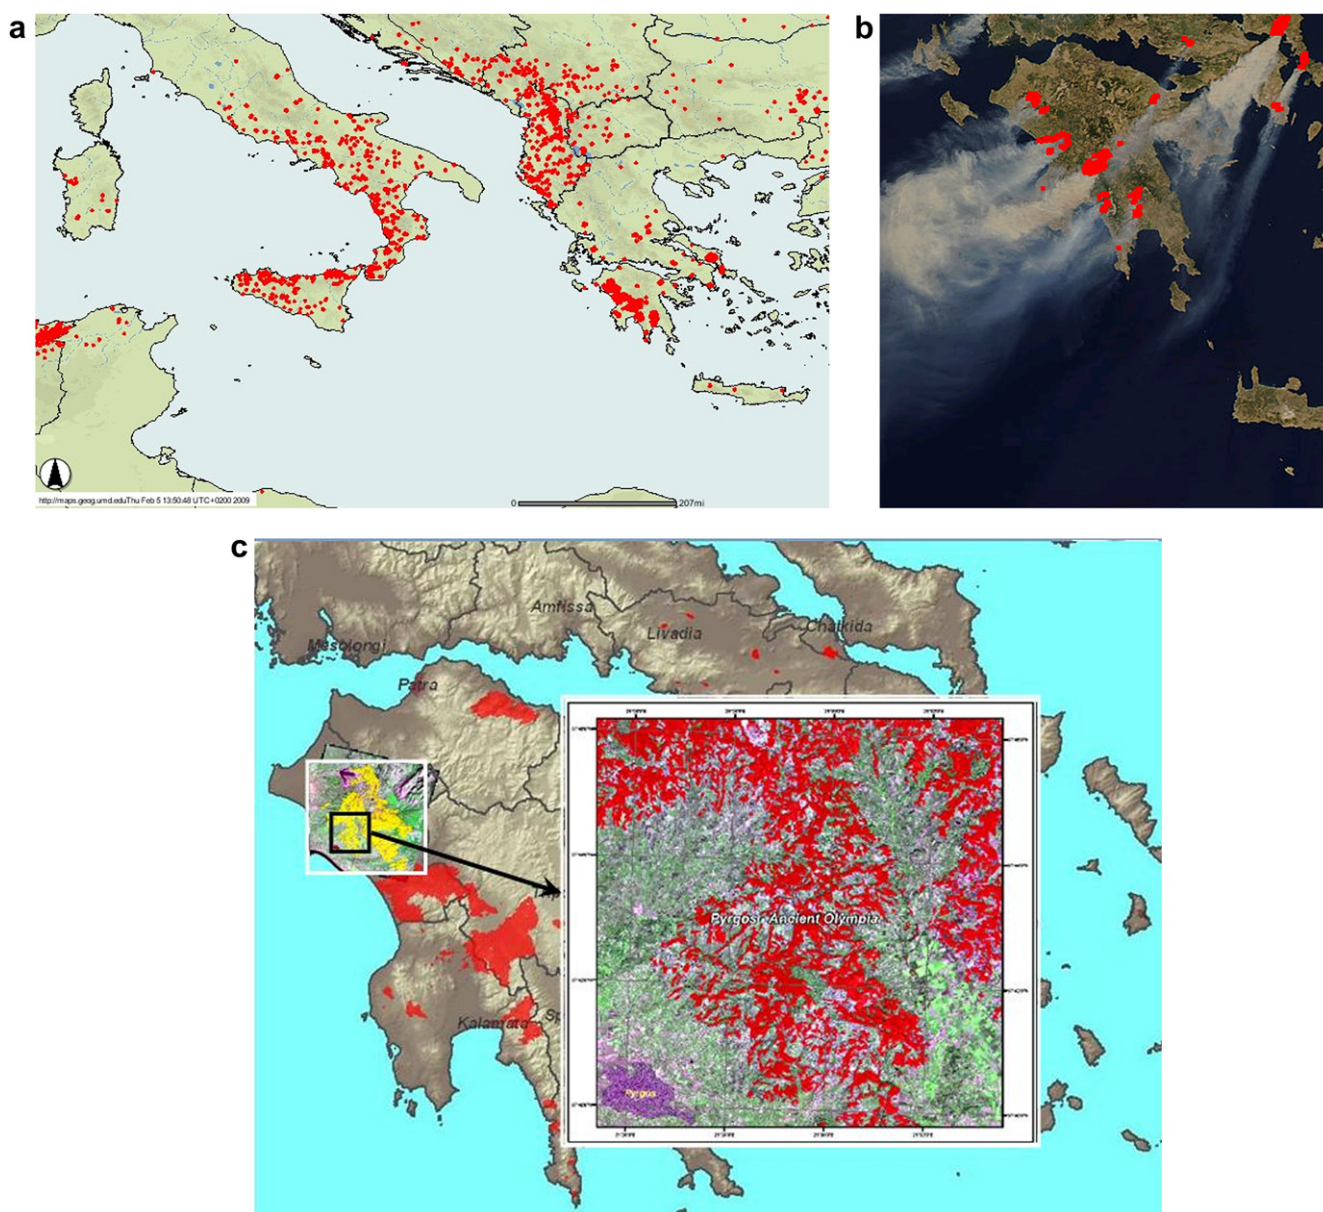 a
b
http://maps.geog.umd.eduThu Feb 5 13:50:48 UTC+0200 2009
0
207mi
c
Amfissa
Livadia
Chalkida
Mesolongi
Patra
Pyrgos - Ancient Olympia
Kalamata
Sp
Pyrgos